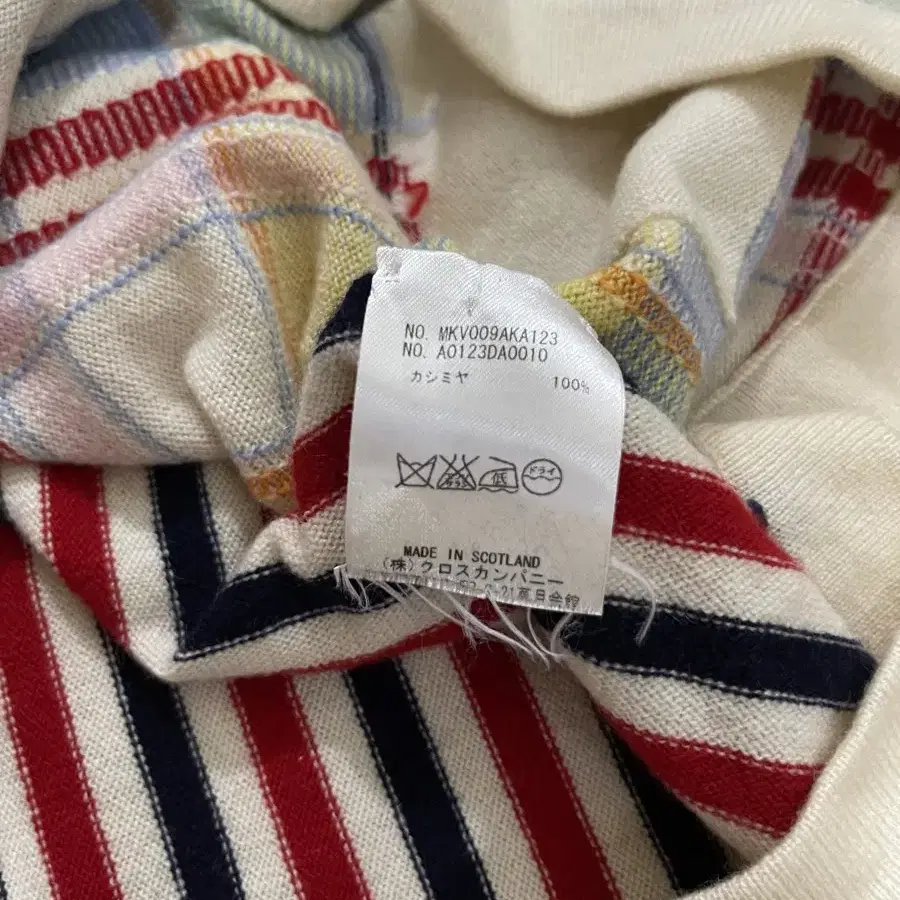 NO. MKV009AKA123
NO. A0123DA0010
カシミヤ 100%
低 ドライ
MADE IN SCOTLAND
(株)クロスカンパニー